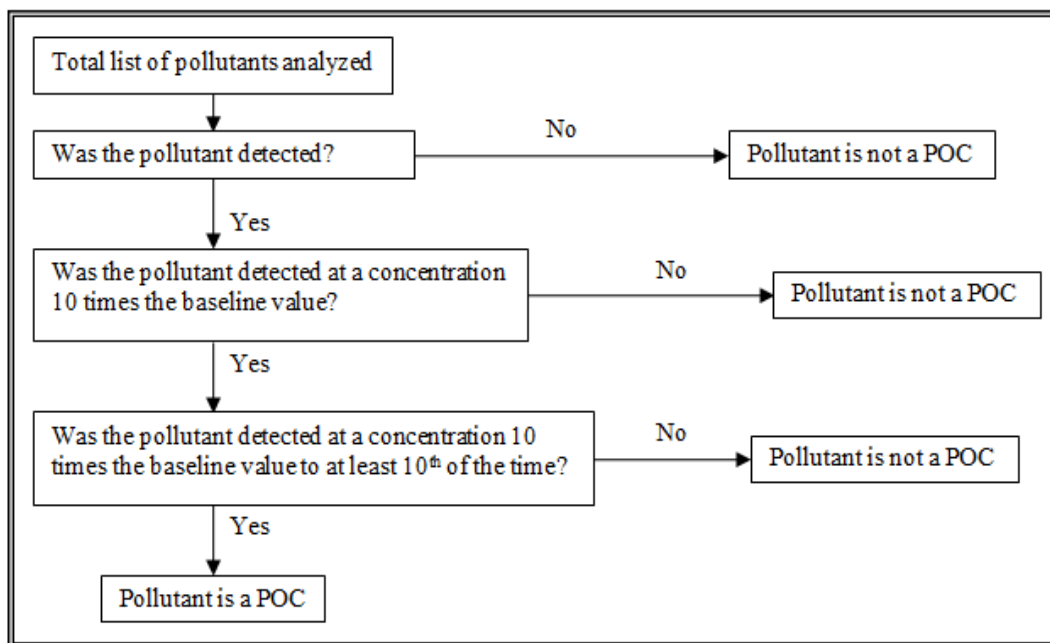 Total list of pollutants analyzed
Was the pollutant detected?
No
Pollutant is not a POC
Yes
Was the pollutant detected at a concentration
10 times the baseline value?
No
Pollutant is not a POC
Yes
Was the pollutant detected at a concentration 10
times the baseline value to at least 10th of the time?
No
Pollutant is not a POC
Yes
Pollutant is a POC